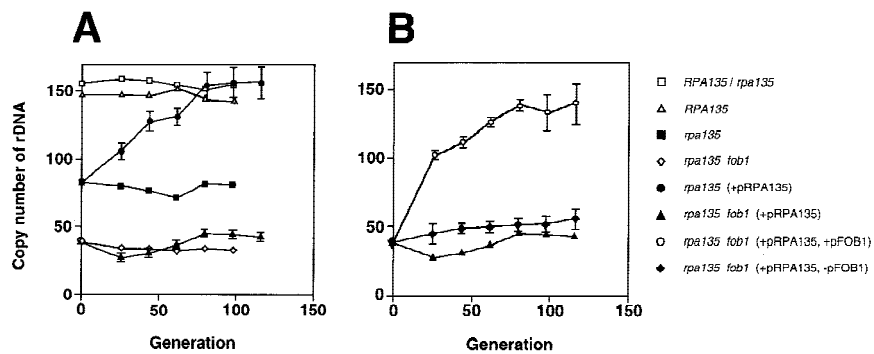 A
B
Copy number of rDNA
150
100
50
0
0
50
100
150
Generation
150
100
50
0
0
50
100
150
Generation
RPA135 / rpa135
RPA135
rpa135
rpa135 fob1
rpa135 (+pRPA135)
rpa135 fob1 (+pRPA135)
rpa135 fob1 (+pRPA135, +pFOB1)
rpa135 fob1 (+pRPA135, -pFOB1)